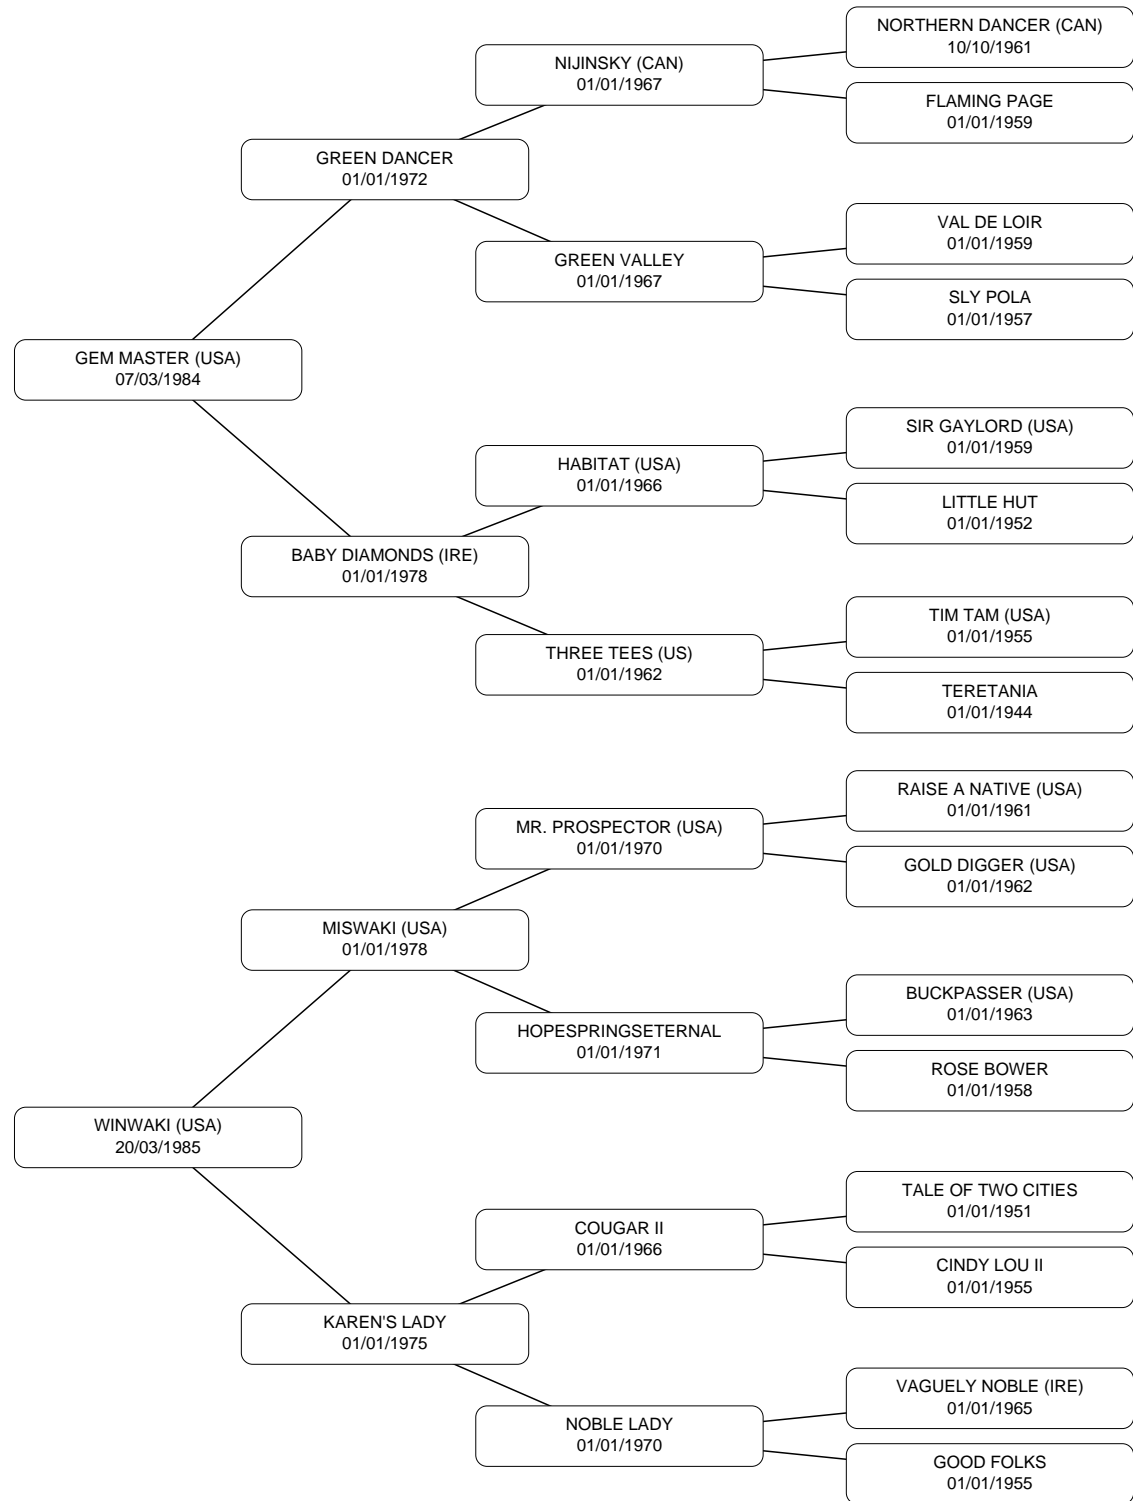 NORTHERN DANCER (CAN)
10/10/1961
NIJINSKY (CAN)
01/01/1967
FLAMING PAGE
01/01/1959
GREEN DANCER
01/01/1972
VAL DE LOIR
01/01/1959
GREEN VALLEY
01/01/1967
SLY POLA
01/01/1957
GEM MASTER (USA)
07/03/1984
SIR GAYLORD (USA)
01/01/1959
HABITAT (USA)
01/01/1966
LITTLE HUT
01/01/1952
BABY DIAMONDS (IRE)
01/01/1978
TIM TAM (USA)
01/01/1955
THREE TEES (US)
01/01/1962
TERETANIA
01/01/1944
RAISE A NATIVE (USA)
01/01/1961
MR. PROSPECTOR (USA)
01/01/1970
GOLD DIGGER (USA)
01/01/1962
MISWAKI (USA)
01/01/1978
BUCKPASSER (USA)
01/01/1963
HOPESPRINGSETERNAL
01/01/1971
ROSE BOWER
01/01/1958
WINWAKI (USA)
20/03/1985
TALE OF TWO CITIES
01/01/1951
COUGAR II
01/01/1966
CINDY LOU II
01/01/1955
KAREN'S LADY
01/01/1975
VAGUELY NOBLE (IRE)
01/01/1965
NOBLE LADY
01/01/1970
GOOD FOLKS
01/01/1955